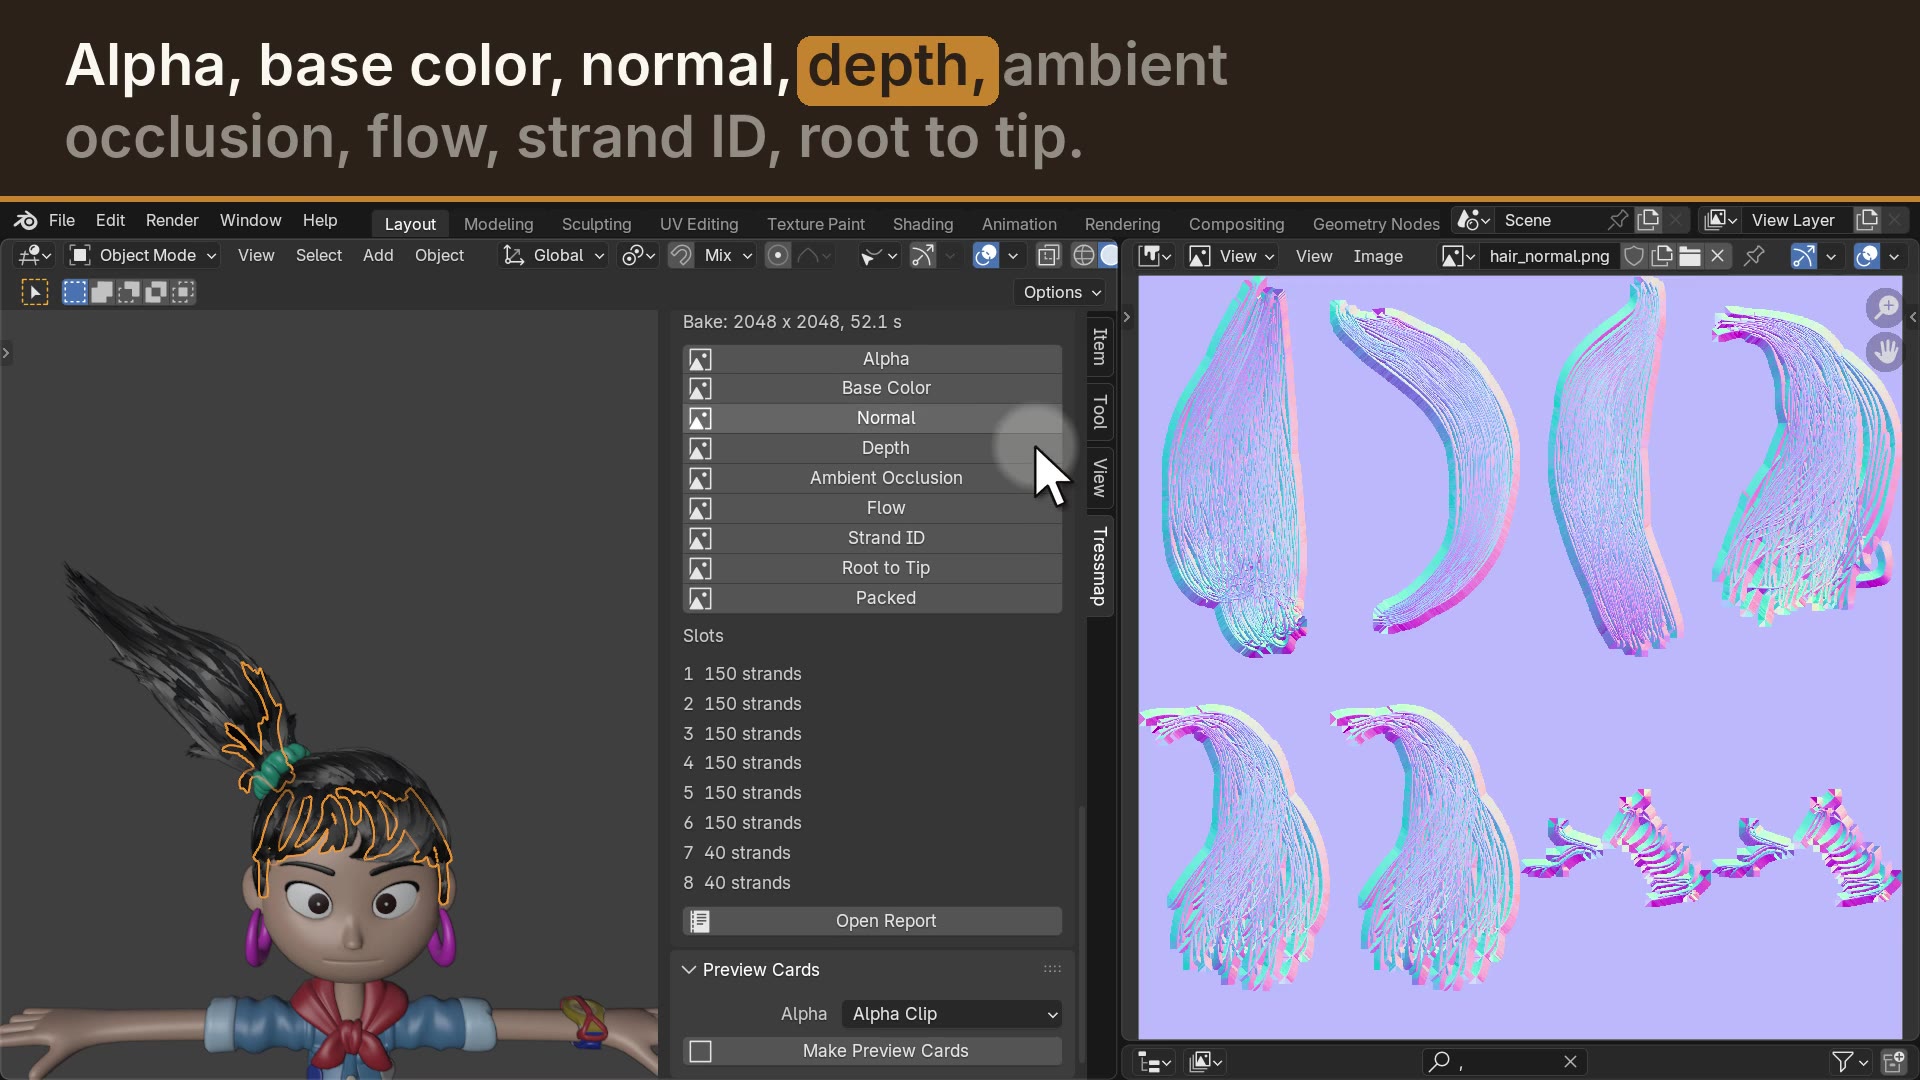 Alpha, base color, normal, depth, ambient
occlusion, flow, strand ID, root to tip.
File Edit Render Window Help Layout Modeling Sculpting UV Editing Texture Paint Shading Animation Rendering Compositing Geometry Nodes Scene View Layer
Object Mode View Select Add Object Global Mix View View Image hair_normal.png
Options
Bake: 2048 x 2048, 52.1 s
Alpha
Base Color
Normal
Depth
Ambient Occlusion
Flow
Strand ID
Root to Tip
Packed
Slots
1 150 strands
2 150 strands
3 150 strands
4 150 strands
5 150 strands
6 150 strands
7 40 strands
8 40 strands
Open Report
Preview Cards
Alpha Alpha Clip
Make Preview Cards
Item
Tool
View
Tressmap
,